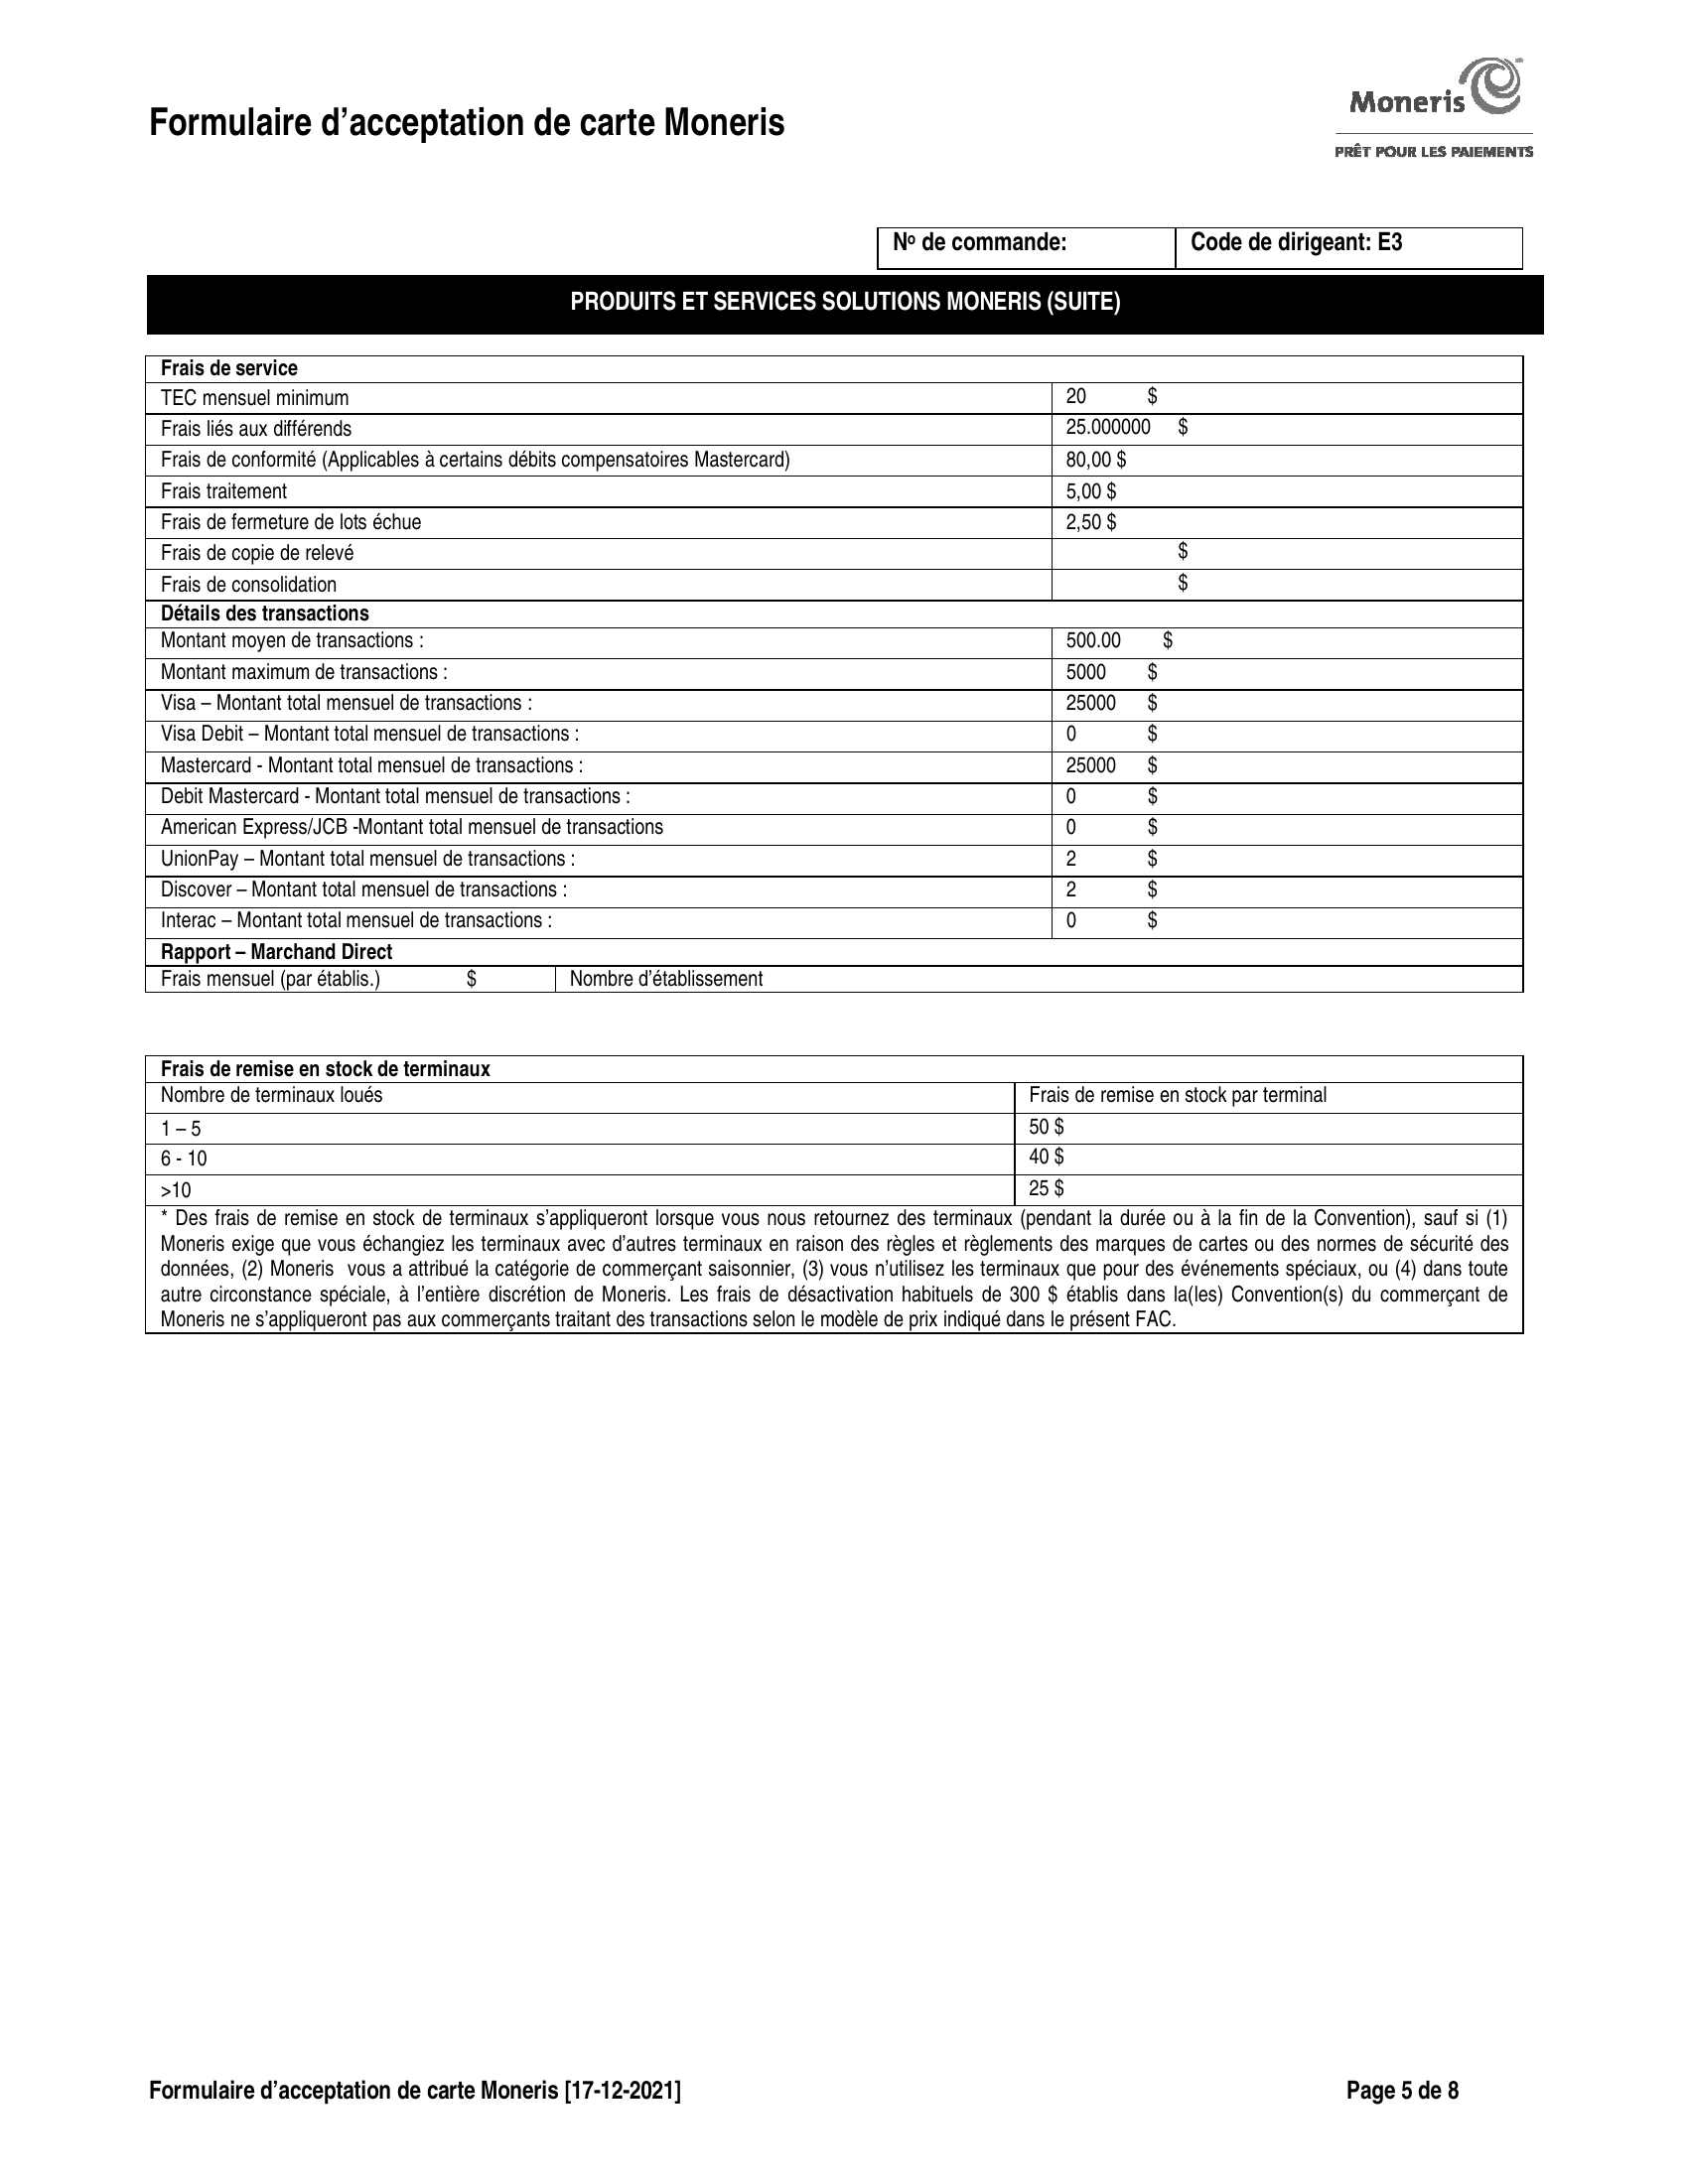 Moneris
Formulaire d’acceptation de carte Moneris
PRÊT POUR LES PAIEMENTS
Nº de commande: Code de dirigeant: E3
PRODUITS ET SERVICES SOLUTIONS MONERIS (SUITE)
Frais de service
TEC mensuel minimum 20 $
Frais liés aux différends 25.000000 $
Frais de conformité (Applicables à certains débits compensatoires Mastercard) 80,00 $
Frais traitement 5,00 $
Frais de fermeture de lots échue 2,50 $
Frais de copie de relevé $
Frais de consolidation $
Détails des transactions
Montant moyen de transactions : 500.00 $
Montant maximum de transactions : 5000 $
Visa – Montant total mensuel de transactions : 25000 $
Visa Debit – Montant total mensuel de transactions : 0 $
Mastercard - Montant total mensuel de transactions : 25000 $
Debit Mastercard - Montant total mensuel de transactions : 0 $
American Express/JCB -Montant total mensuel de transactions 0 $
UnionPay – Montant total mensuel de transactions : 2 $
Discover – Montant total mensuel de transactions : 2 $
Interac – Montant total mensuel de transactions : 0 $
Rapport – Marchand Direct
Frais mensuel (par établis.) $ Nombre d’établissement
Frais de remise en stock de terminaux
Nombre de terminaux loués Frais de remise en stock par terminal
1 – 5 50 $
6 - 10 40 $
>10 25 $
* Des frais de remise en stock de terminaux s’appliqueront lorsque vous nous retournez des terminaux (pendant la durée ou à la fin de la Convention), sauf si (1)
Moneris exige que vous échangiez les terminaux avec d’autres terminaux en raison des règles et règlements des marques de cartes ou des normes de sécurité des
données, (2) Moneris vous a attribué la catégorie de commerçant saisonnier, (3) vous n’utilisez les terminaux que pour des événements spéciaux, ou (4) dans toute
autre circonstance spéciale, à l’entière discrétion de Moneris. Les frais de désactivation habituels de 300 $ établis dans la(les) Convention(s) du commerçant de
Moneris ne s’appliqueront pas aux commerçants traitant des transactions selon le modèle de prix indiqué dans le présent FAC.
Formulaire d’acceptation de carte Moneris [17-12-2021] Page 5 de 8